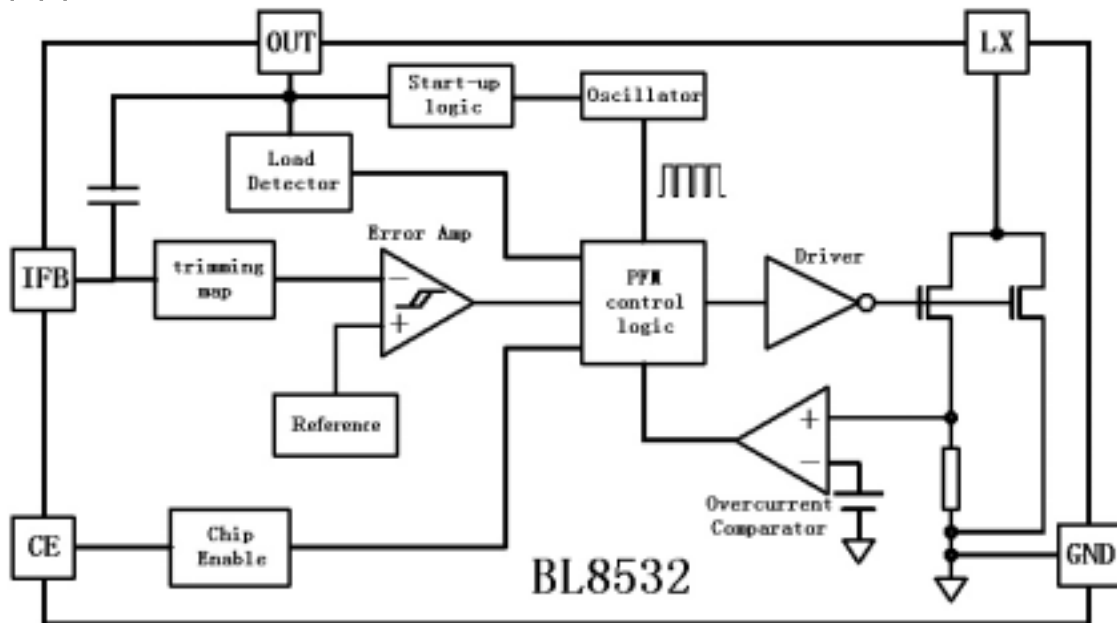 OUT
LX
Start-up
logic
Oscillator
Load
Detector
Error Amp
IFB
trimming
map
PFM
control
logic
Driver
Reference
Overcurrent
Comparator
CE
Chip
Enable
GND
BL8532